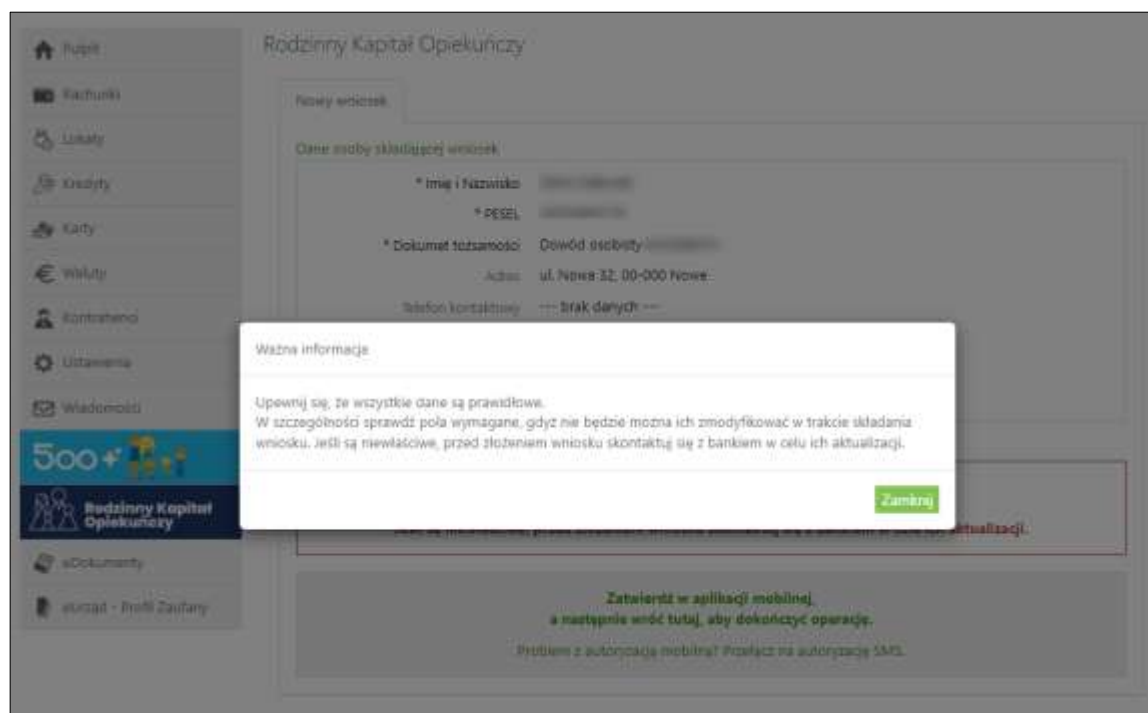 Pulpit
Rachunki
Lokaty
Kredyty
Karty
Waluty
Kontrahenci
Ustawienia
Wiadomości
500+
Rodzinny Kapitał
Opiekuńczy
eDokumenty
eUrząd - Profil Zaufany
Rodzinny Kapitał Opiekuńczy
Nowy wniosek
Dane osoby składającej wniosek
* Imię i Nazwisko
* PESEL
* Dokumet tożsamości Dowód osobisty
Adres ul. Nowa 32, 00-000 Nowe
Telefon kontaktowy --- brak danych ---
Ważna informacja
Upewnij się, że wszystkie dane są prawidłowe.
W szczególności sprawdź pola wymagane, gdyż nie będzie można ich zmodyfikować w trakcie składania
wniosku. Jeśli są niewłaściwe, przed złożeniem wniosku skontaktuj się z bankiem w celu ich aktualizacji.
Zamknij
aktualizacji.
Zatwierdź w aplikacji mobilnej,
a następnie wróć tutaj, aby dokończyć operację.
Problem z autoryzacją mobilną? Przełącz na autoryzację SMS.